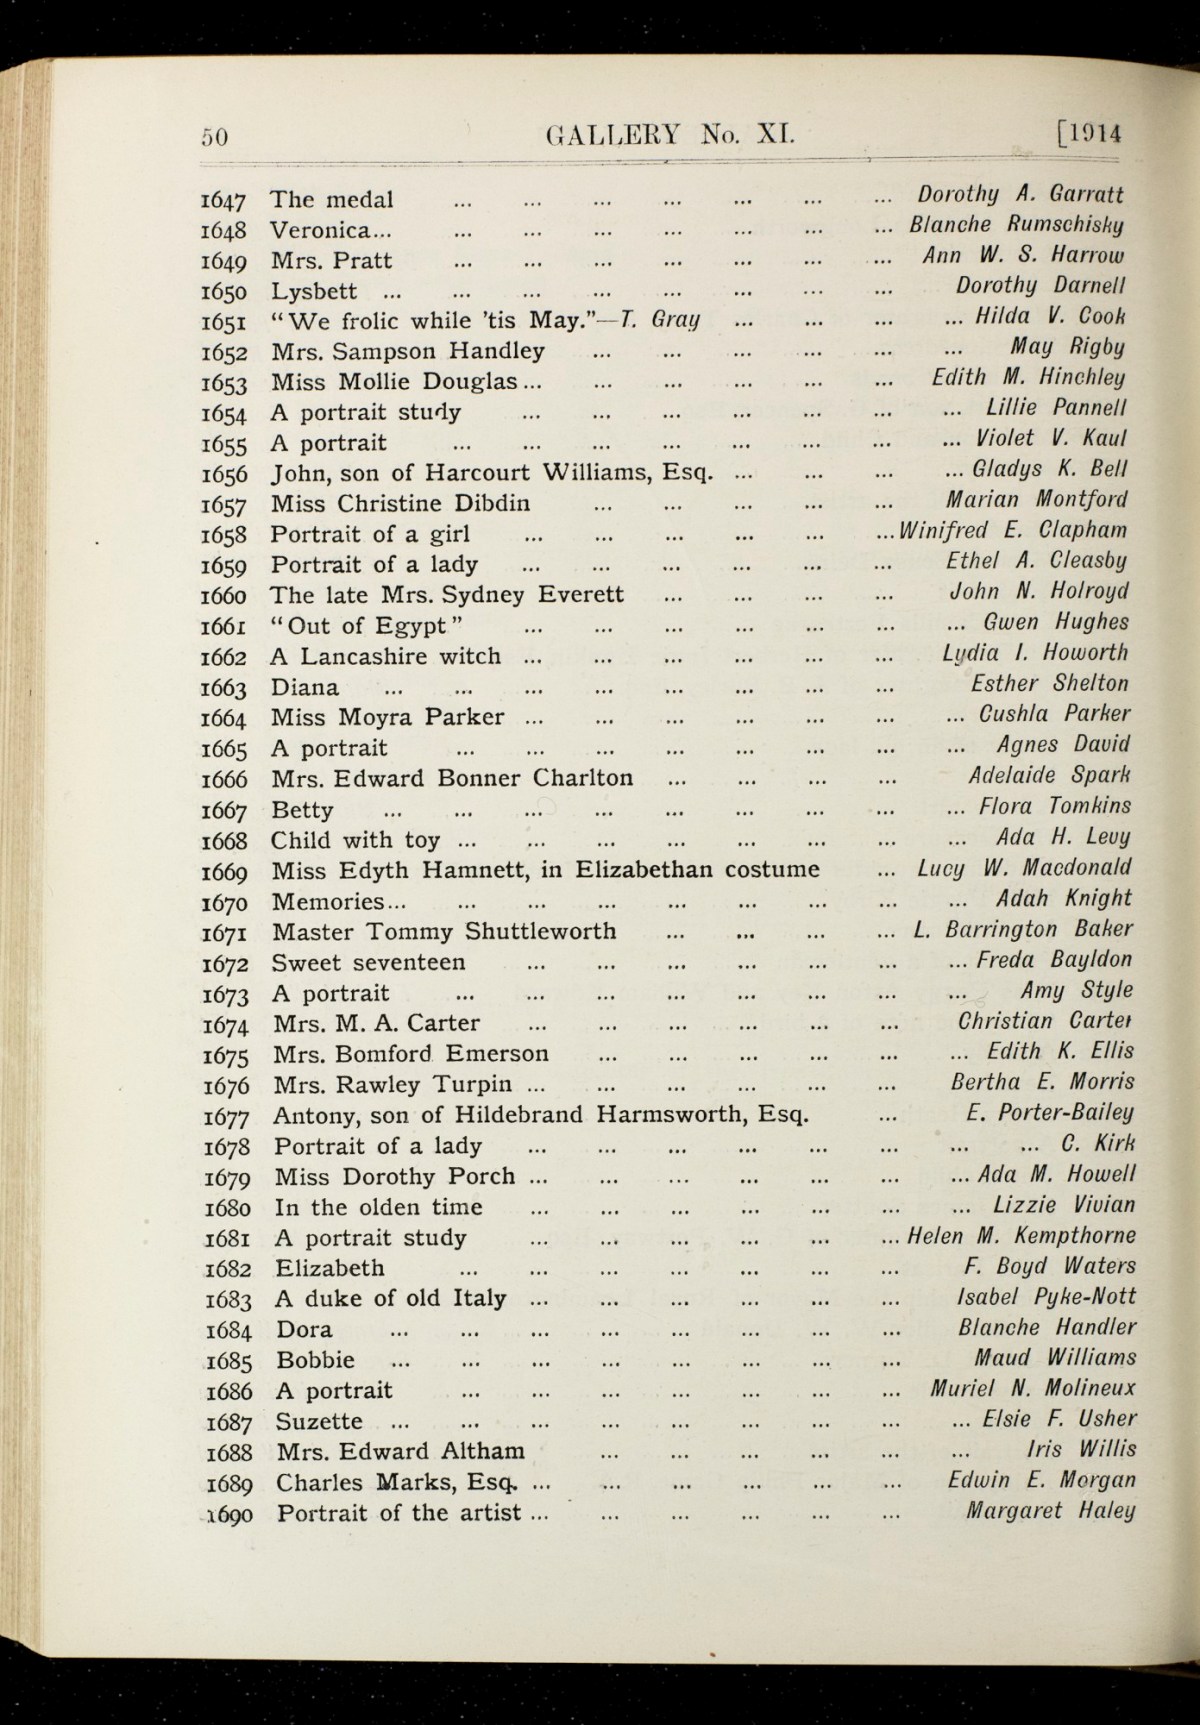 50 GALLERY No. XI. [1914
1647 The medal ... ... ... ... ... ... ... Dorothy A. Garratt
1648 Veronica... ... ... ... ... ... ... ... Blanche Rumschisky
1649 Mrs. Pratt ... ... ... ... ... ... ... Ann W. S. Harrow
1650 Lysbett ... ... ... ... ... ... ... ... Dorothy Darnell
1651 “We frolic while ’tis May.”—T. Gray ... ... ... ... Hilda V. Cook
1652 Mrs. Sampson Handley ... ... ... ... ... ... May Rigby
1653 Miss Mollie Douglas... ... ... ... ... ... Edith M. Hinchley
1654 A portrait study ... ... ... ... ... ... ... Lillie Pannell
1655 A portrait ... ... ... ... ... ... ... ... Violet V. Kaul
1656 John, son of Harcourt Williams, Esq. ... ... ... ... Gladys K. Bell
1657 Miss Christine Dibdin ... ... ... ... ... Marian Montford
1658 Portrait of a girl ... ... ... ... ... ... Winifred E. Clapham
1659 Portrait of a lady ... ... ... ... ... ... Ethel A. Cleasby
1660 The late Mrs. Sydney Everett ... ... ... ... John N. Holroyd
1661 “Out of Egypt” ... ... ... ... ... ... ... Gwen Hughes
1662 A Lancashire witch ... ... ... ... ... ... Lydia I. Howorth
1663 Diana ... ... ... ... ... ... ... ... Esther Shelton
1664 Miss Moyra Parker ... ... ... ... ... ... ... Cushla Parker
1665 A portrait ... ... ... ... ... ... ... ... Agnes David
1666 Mrs. Edward Bonner Charlton ... ... ... ... Adelaide Spark
1667 Betty ... ... ... ... ... ... ... ... ... Flora Tomkins
1668 Child with toy ... ... ... ... ... ... ... ... Ada H. Levy
1669 Miss Edyth Hamnett, in Elizabethan costume ... Lucy W. Macdonald
1670 Memories... ... ... ... ... ... ... ... ... Adah Knight
1671 Master Tommy Shuttleworth ... ... ... ... L. Barrington Baker
1672 Sweet seventeen ... ... ... ... ... ... ... Freda Bayldon
1673 A portrait ... ... ... ... ... ... ... ... Amy Style
1674 Mrs. M. A. Carter ... ... ... ... ... ... Christian Carter
1675 Mrs. Bomford Emerson ... ... ... ... ... ... Edith K. Ellis
1676 Mrs. Rawley Turpin ... ... ... ... ... ... Bertha E. Morris
1677 Antony, son of Hildebrand Harmsworth, Esq. ... E. Porter-Bailey
1678 Portrait of a lady ... ... ... ... ... ... ... ... C. Kirk
1679 Miss Dorothy Porch ... ... ... ... ... ... ... Ada M. Howell
1680 In the olden time ... ... ... ... ... ... ... Lizzie Vivian
1681 A portrait study ... ... ... ... ... ... Helen M. Kempthorne
1682 Elizabeth ... ... ... ... ... ... ... F. Boyd Waters
1683 A duke of old Italy ... ... ... ... ... ... Isabel Pyke-Nott
1684 Dora ... ... ... ... ... ... ... ... Blanche Handler
1685 Bobbie ... ... ... ... ... ... ... ... Maud Williams
1686 A portrait ... ... ... ... ... ... ... Muriel N. Molineux
1687 Suzette ... ... ... ... ... ... ... ... ... Elsie F. Usher
1688 Mrs. Edward Altham ... ... ... ... ... ... Iris Willis
1689 Charles Marks, Esq. ... ... ... ... ... ... Edwin E. Morgan
1690 Portrait of the artist ... ... ... ... ... ... Margaret Haley